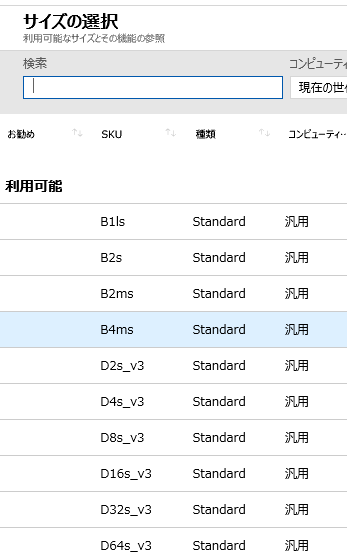 サイズの選択
利用可能なサイズとその機能の参照
検索 コンピューティ
現在の世
お勧め SKU 種類 コンピューティ...
利用可能
B1ls Standard 汎用
B2s Standard 汎用
B2ms Standard 汎用
B4ms Standard 汎用
D2s_v3 Standard 汎用
D4s_v3 Standard 汎用
D8s_v3 Standard 汎用
D16s_v3 Standard 汎用
D32s_v3 Standard 汎用
D64s_v3 Standard 汎用